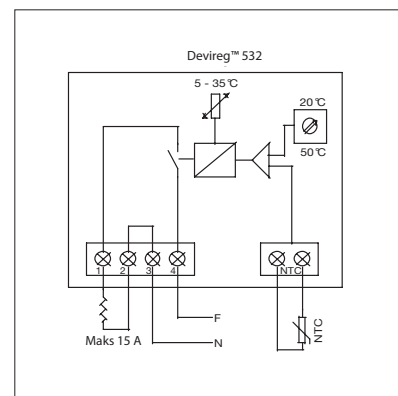 Devireg™ 532
5 - 35°C
20°C
50°C
1 2 3 4
NTC
F
Maks 15 A
N
NTC